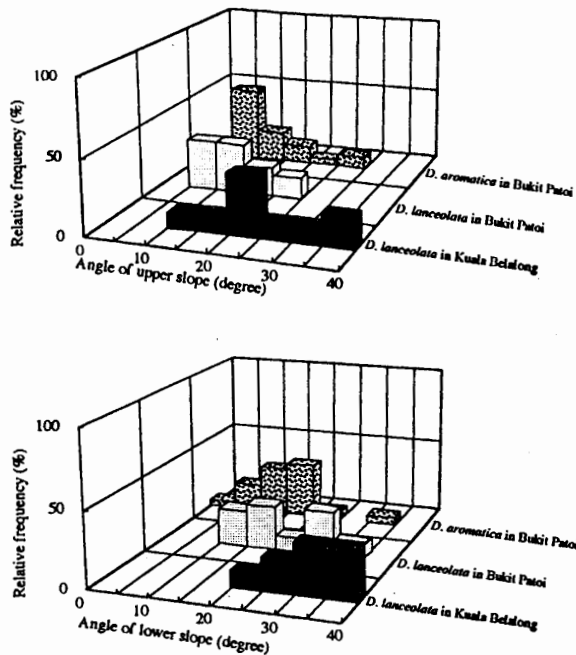 100
50
0
Relative frequency (%)
0
10
20
30
40
Angle of upper slope (degree)
D. aromatica in Bukit Patoi
D. lanceolata in Bukit Patoi
D. lanceolata in Kuala Belalong
100
50
0
Relative frequency (%)
0
10
20
30
40
Angle of lower slope (degree)
D. aromatica in Bukit Patoi
D. lanceolata in Bukit Patoi
D. lanceolata in Kuala Belalong